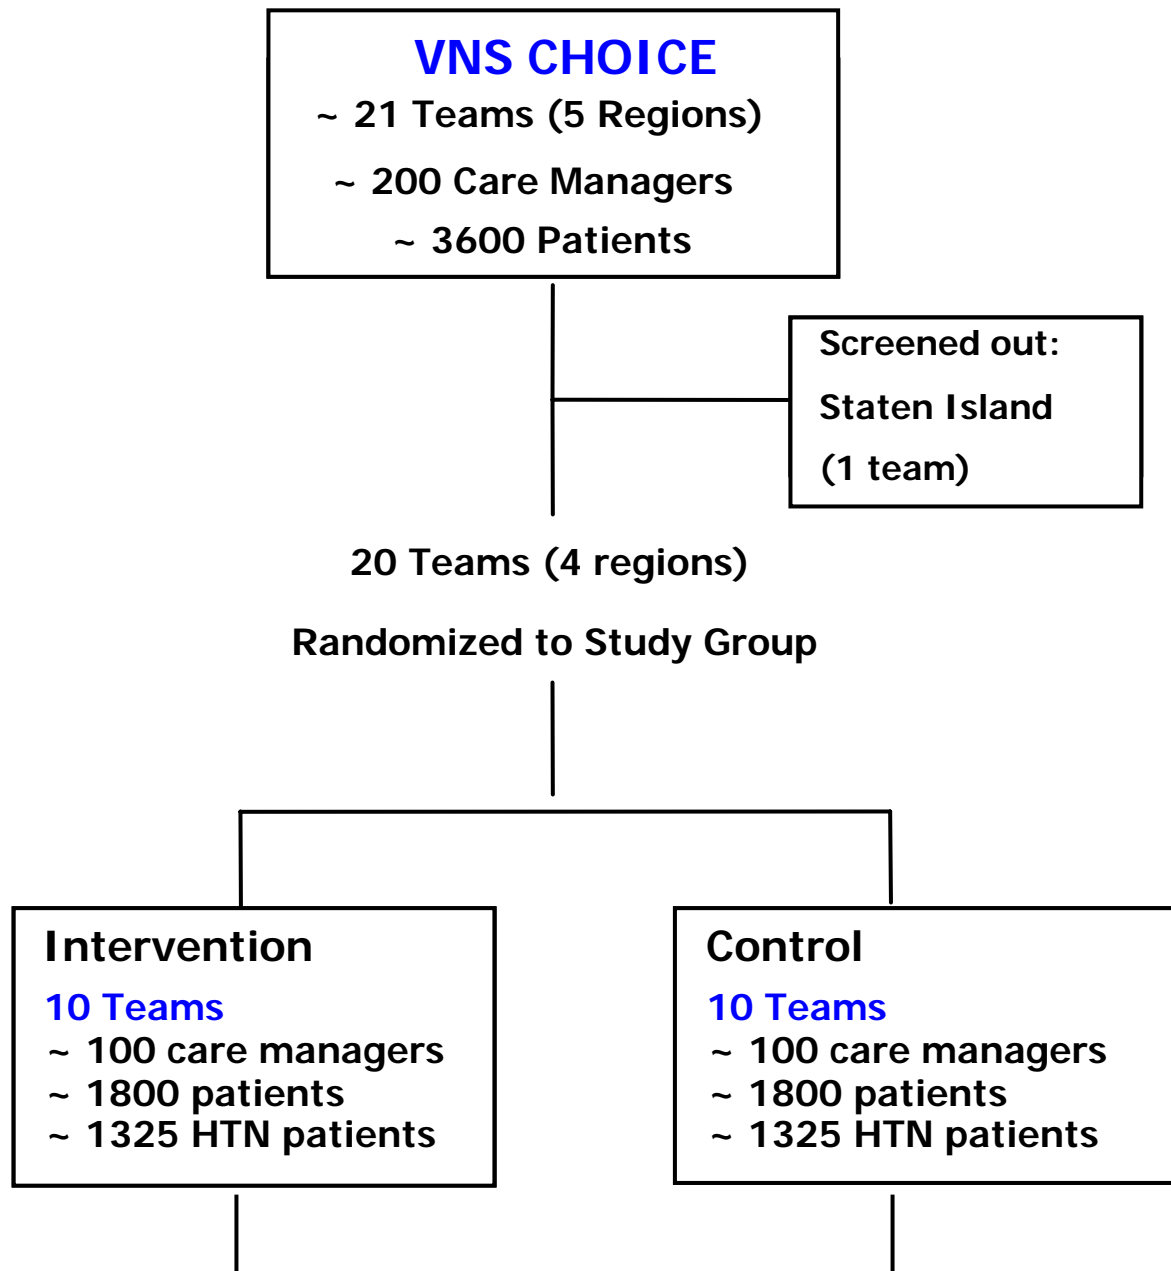 VNS CHOICE
~ 21 Teams (5 Regions)
~ 200 Care Managers
~ 3600 Patients
Screened out:
Staten Island
(1 team)
20 Teams (4 regions)
Randomized to Study Group
Intervention
10 Teams
~ 100 care managers
~ 1800 patients
~ 1325 HTN patients
Control
10 Teams
~ 100 care managers
~ 1800 patients
~ 1325 HTN patients